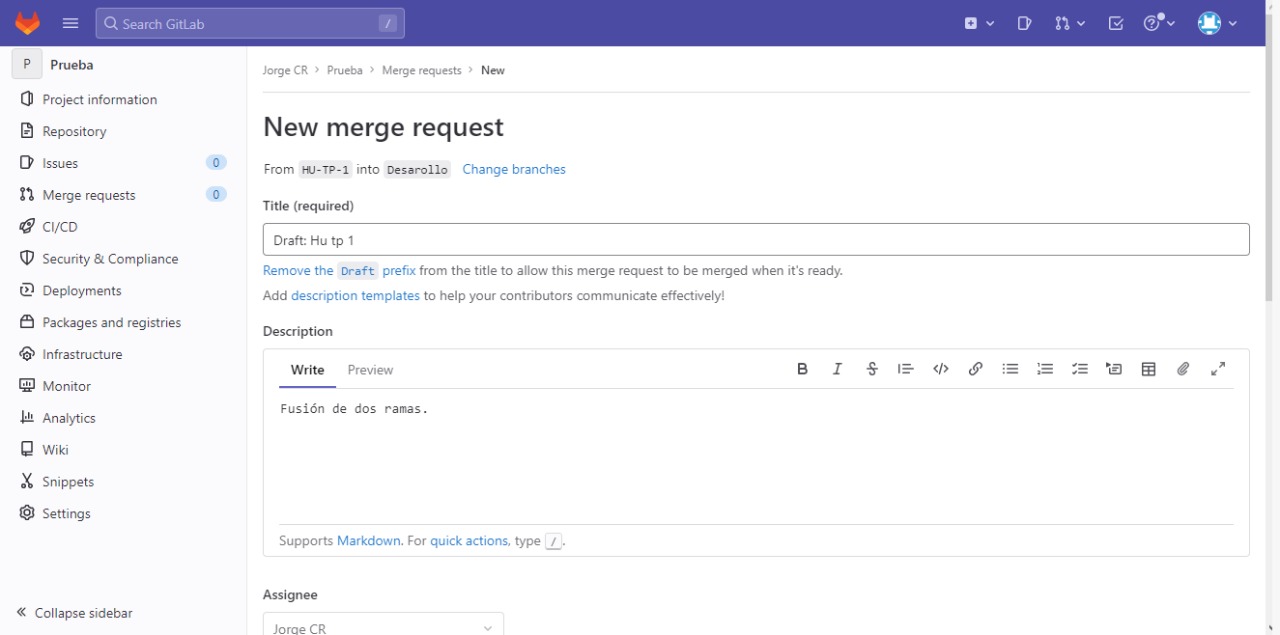 Search GitLab /
P Prueba
Project information
Repository
Issues 0
Merge requests 0
CI/CD
Security & Compliance
Deployments
Packages and registries
Infrastructure
Monitor
Analytics
Wiki
Snippets
Settings
Collapse sidebar
Jorge CR > Prueba > Merge requests > New
New merge request
From HU-TP-1 into Desarollo Change branches
Title (required)
Draft: Hu tp 1
Remove the Draft prefix from the title to allow this merge request to be merged when it's ready.
Add description templates to help your contributors communicate effectively!
Description
Write Preview
Fusión de dos ramas.
Supports Markdown. For quick actions, type /.
Assignee
Jorge CR